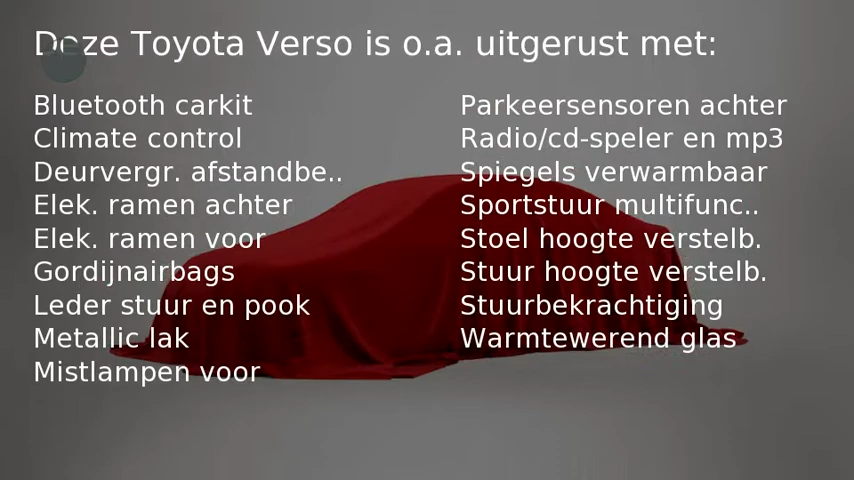 Deze Toyota Verso is o.a. uitgerust met:
Bluetooth carkit
Climate control
Deurvergr. afstandbe..
Elek. ramen achter
Elek. ramen voor
Gordijnairbags
Leder stuur en pook
Metallic lak
Mistlampen voor
Parkeersensoren achter
Radio/cd-speler en mp3
Spiegels verwarmbaar
Sportstuur multifunc..
Stoel hoogte verstelb.
Stuur hoogte verstelb.
Stuurbekrachtiging
Warmtewerend glas